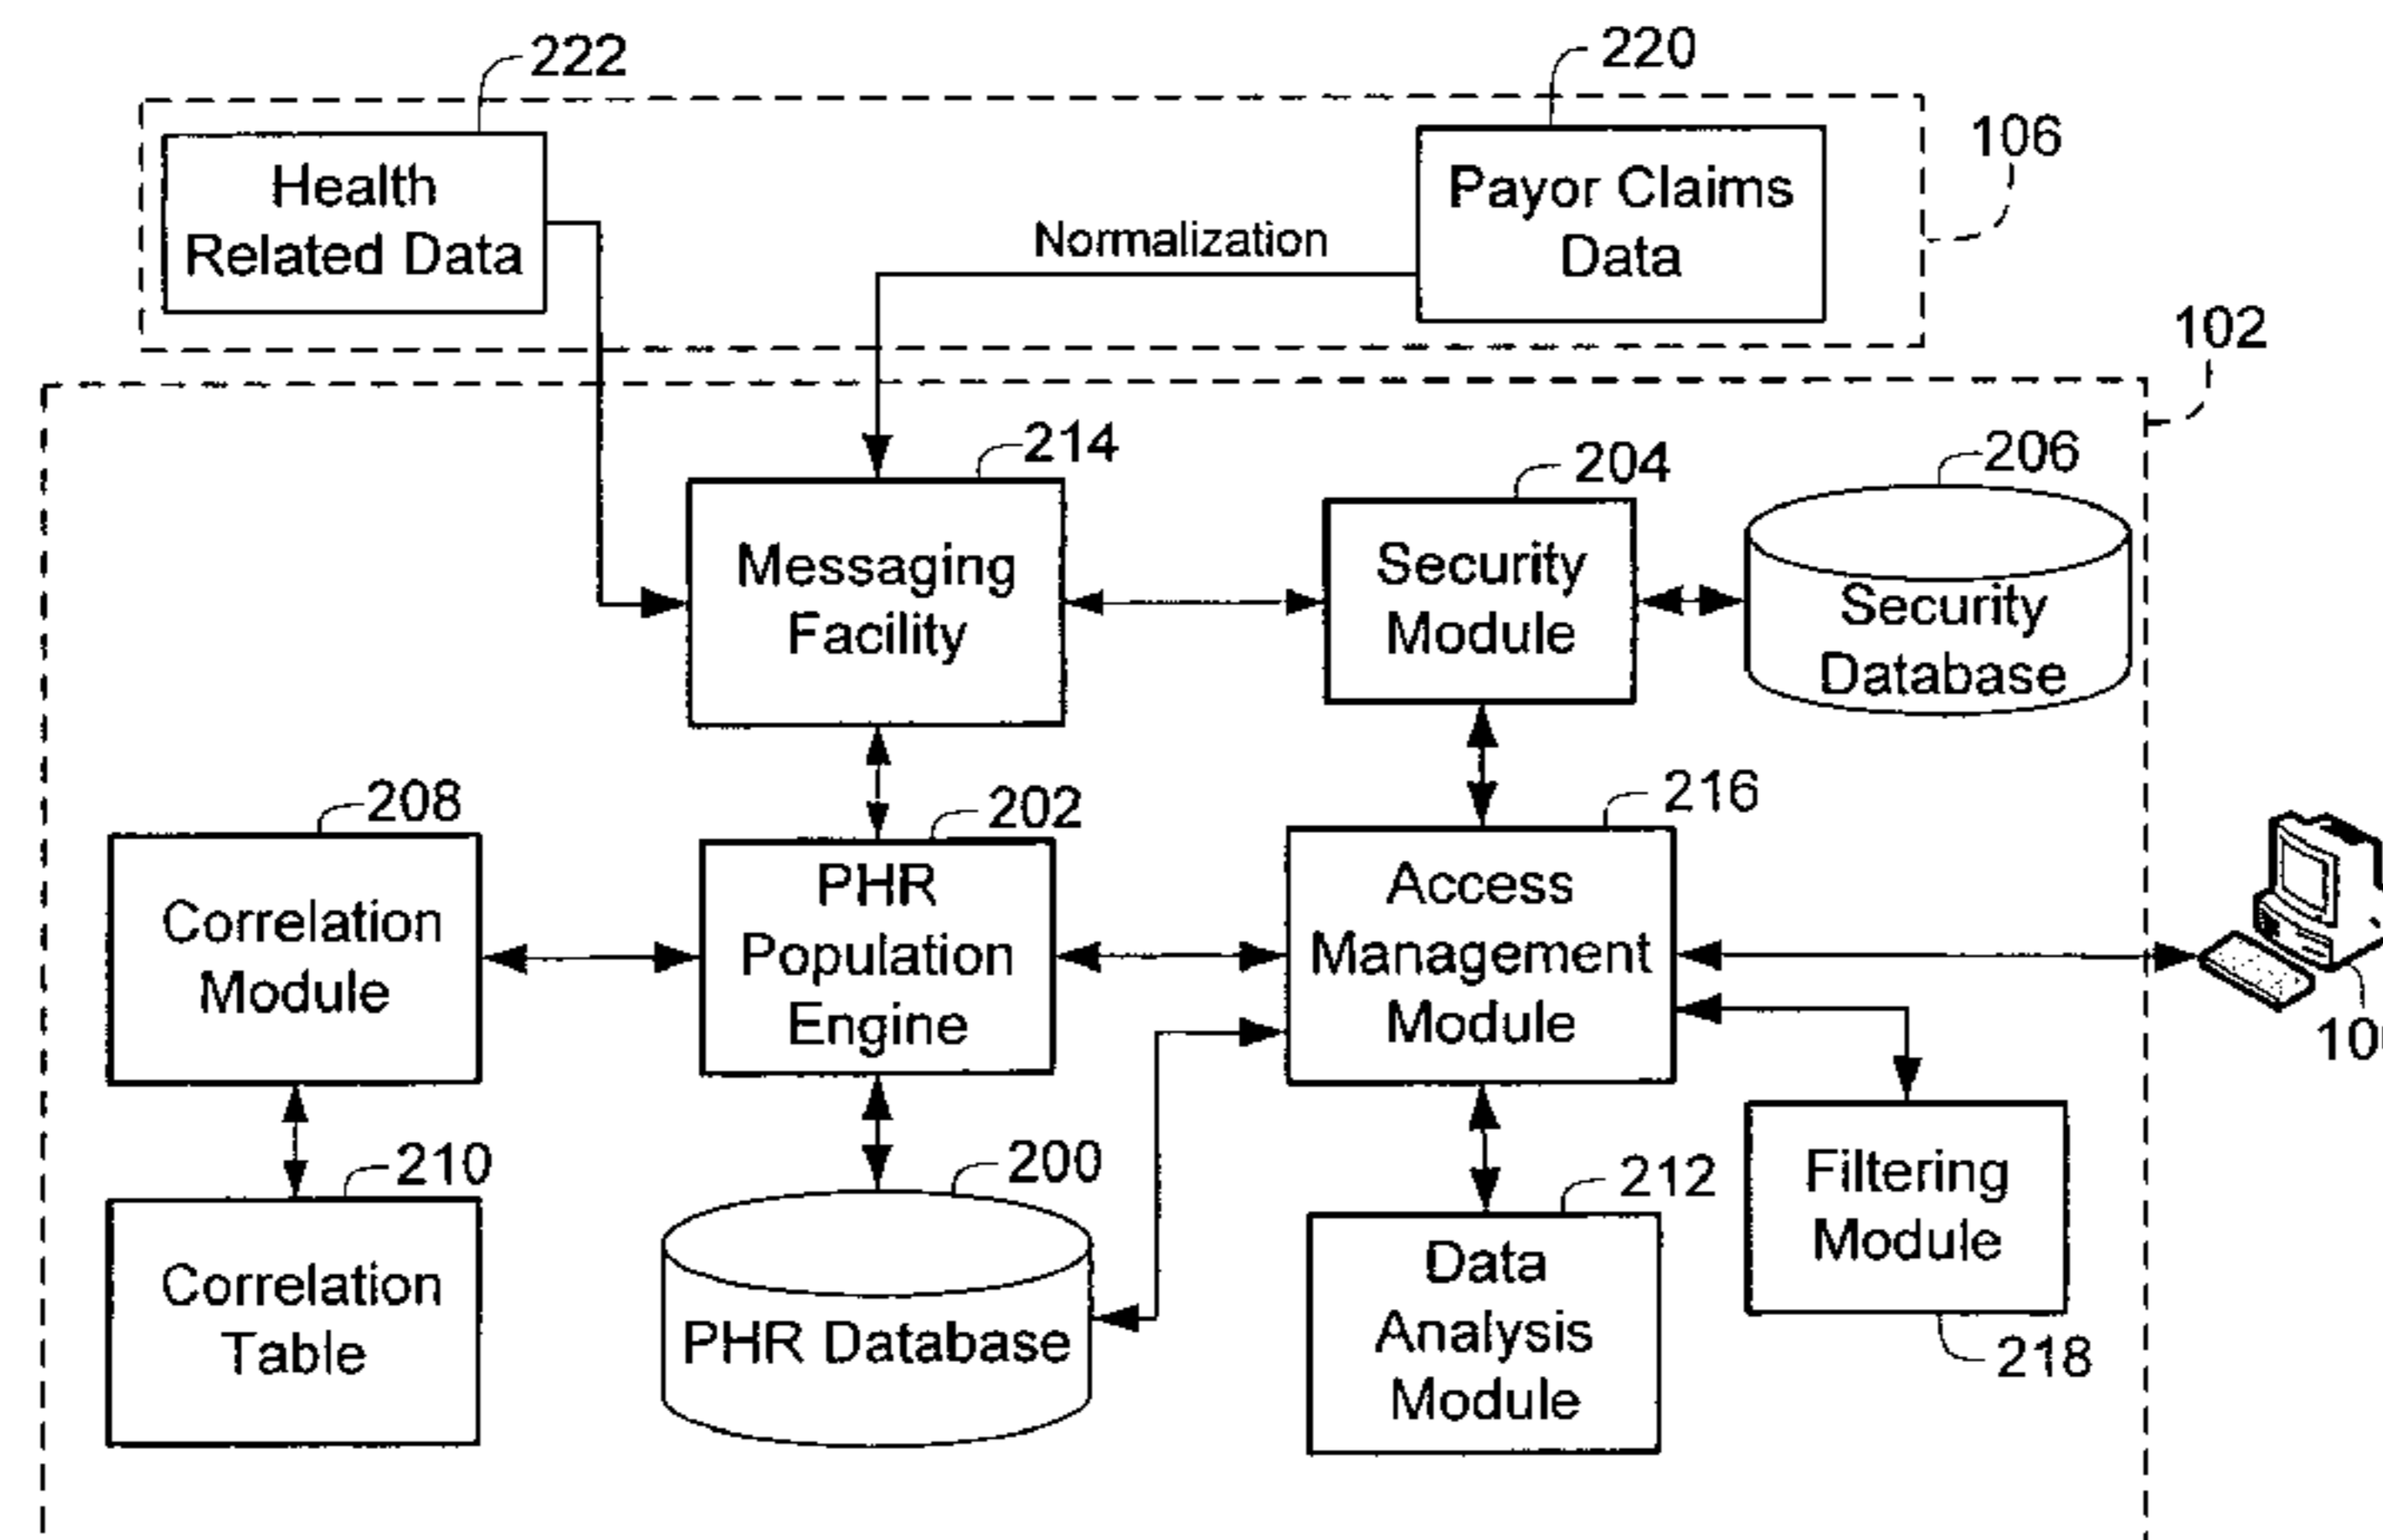 222
220
Health
Related Data
Payor Claims
Data
106
Normalization
102
214
204
206
Messaging
Facility
Security
Module
Security
Database
208
202
216
Correlation
Module
PHR
Population
Engine
Access
Management
Module
210
200
212
Filtering
Module
Correlation
Table
PHR Database
Data
Analysis
Module
218